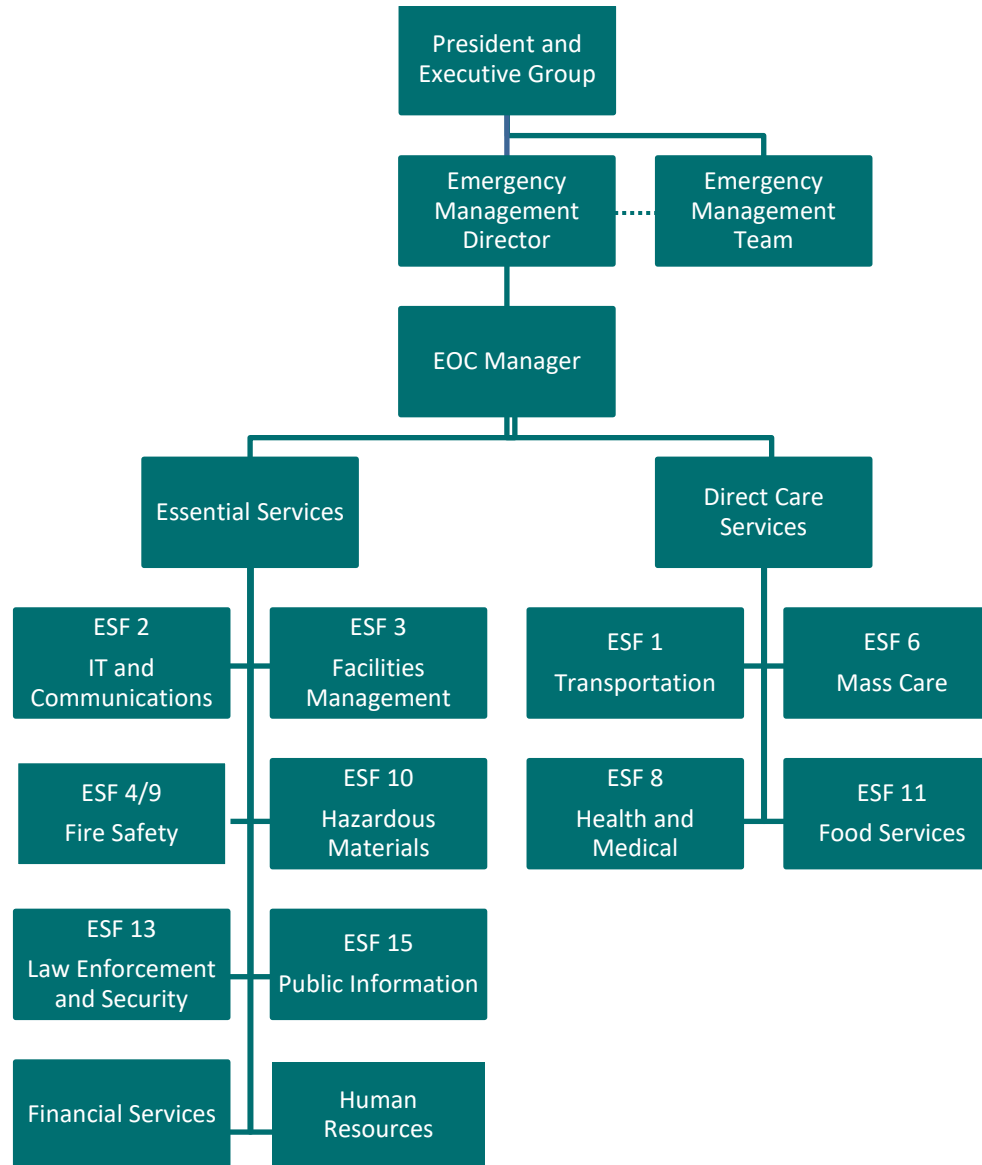 President and
Executive Group
Emergency
Management
Director
Emergency
Management
Team
EOC Manager
Essential Services
Direct Care
Services
ESF 2
IT and
Communications
ESF 3
Facilities
Management
ESF 1
Transportation
ESF 6
Mass Care
ESF 4/9
Fire Safety
ESF 10
Hazardous
Materials
ESF 8
Health and
Medical
ESF 11
Food Services
ESF 13
Law Enforcement
and Security
ESF 15
Public Information
Financial Services
Human
Resources